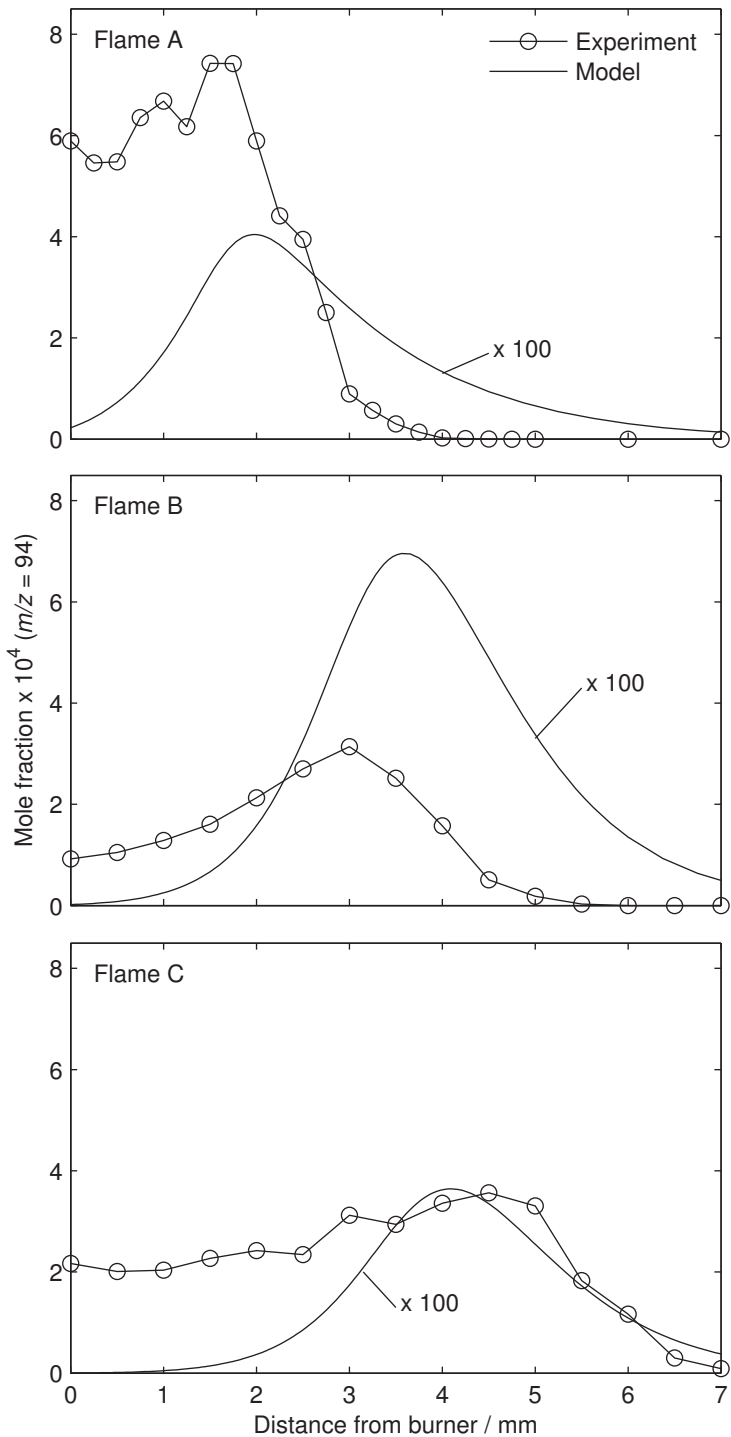 Flame A
Experiment
Model
8
6
4
2
0
x 100
Flame B
8
6
4
2
0
x 100
Mole fraction x 10⁴ (m/z = 94)
Flame C
8
6
4
2
0
x 100
0 1 2 3 4 5 6 7
Distance from burner / mm